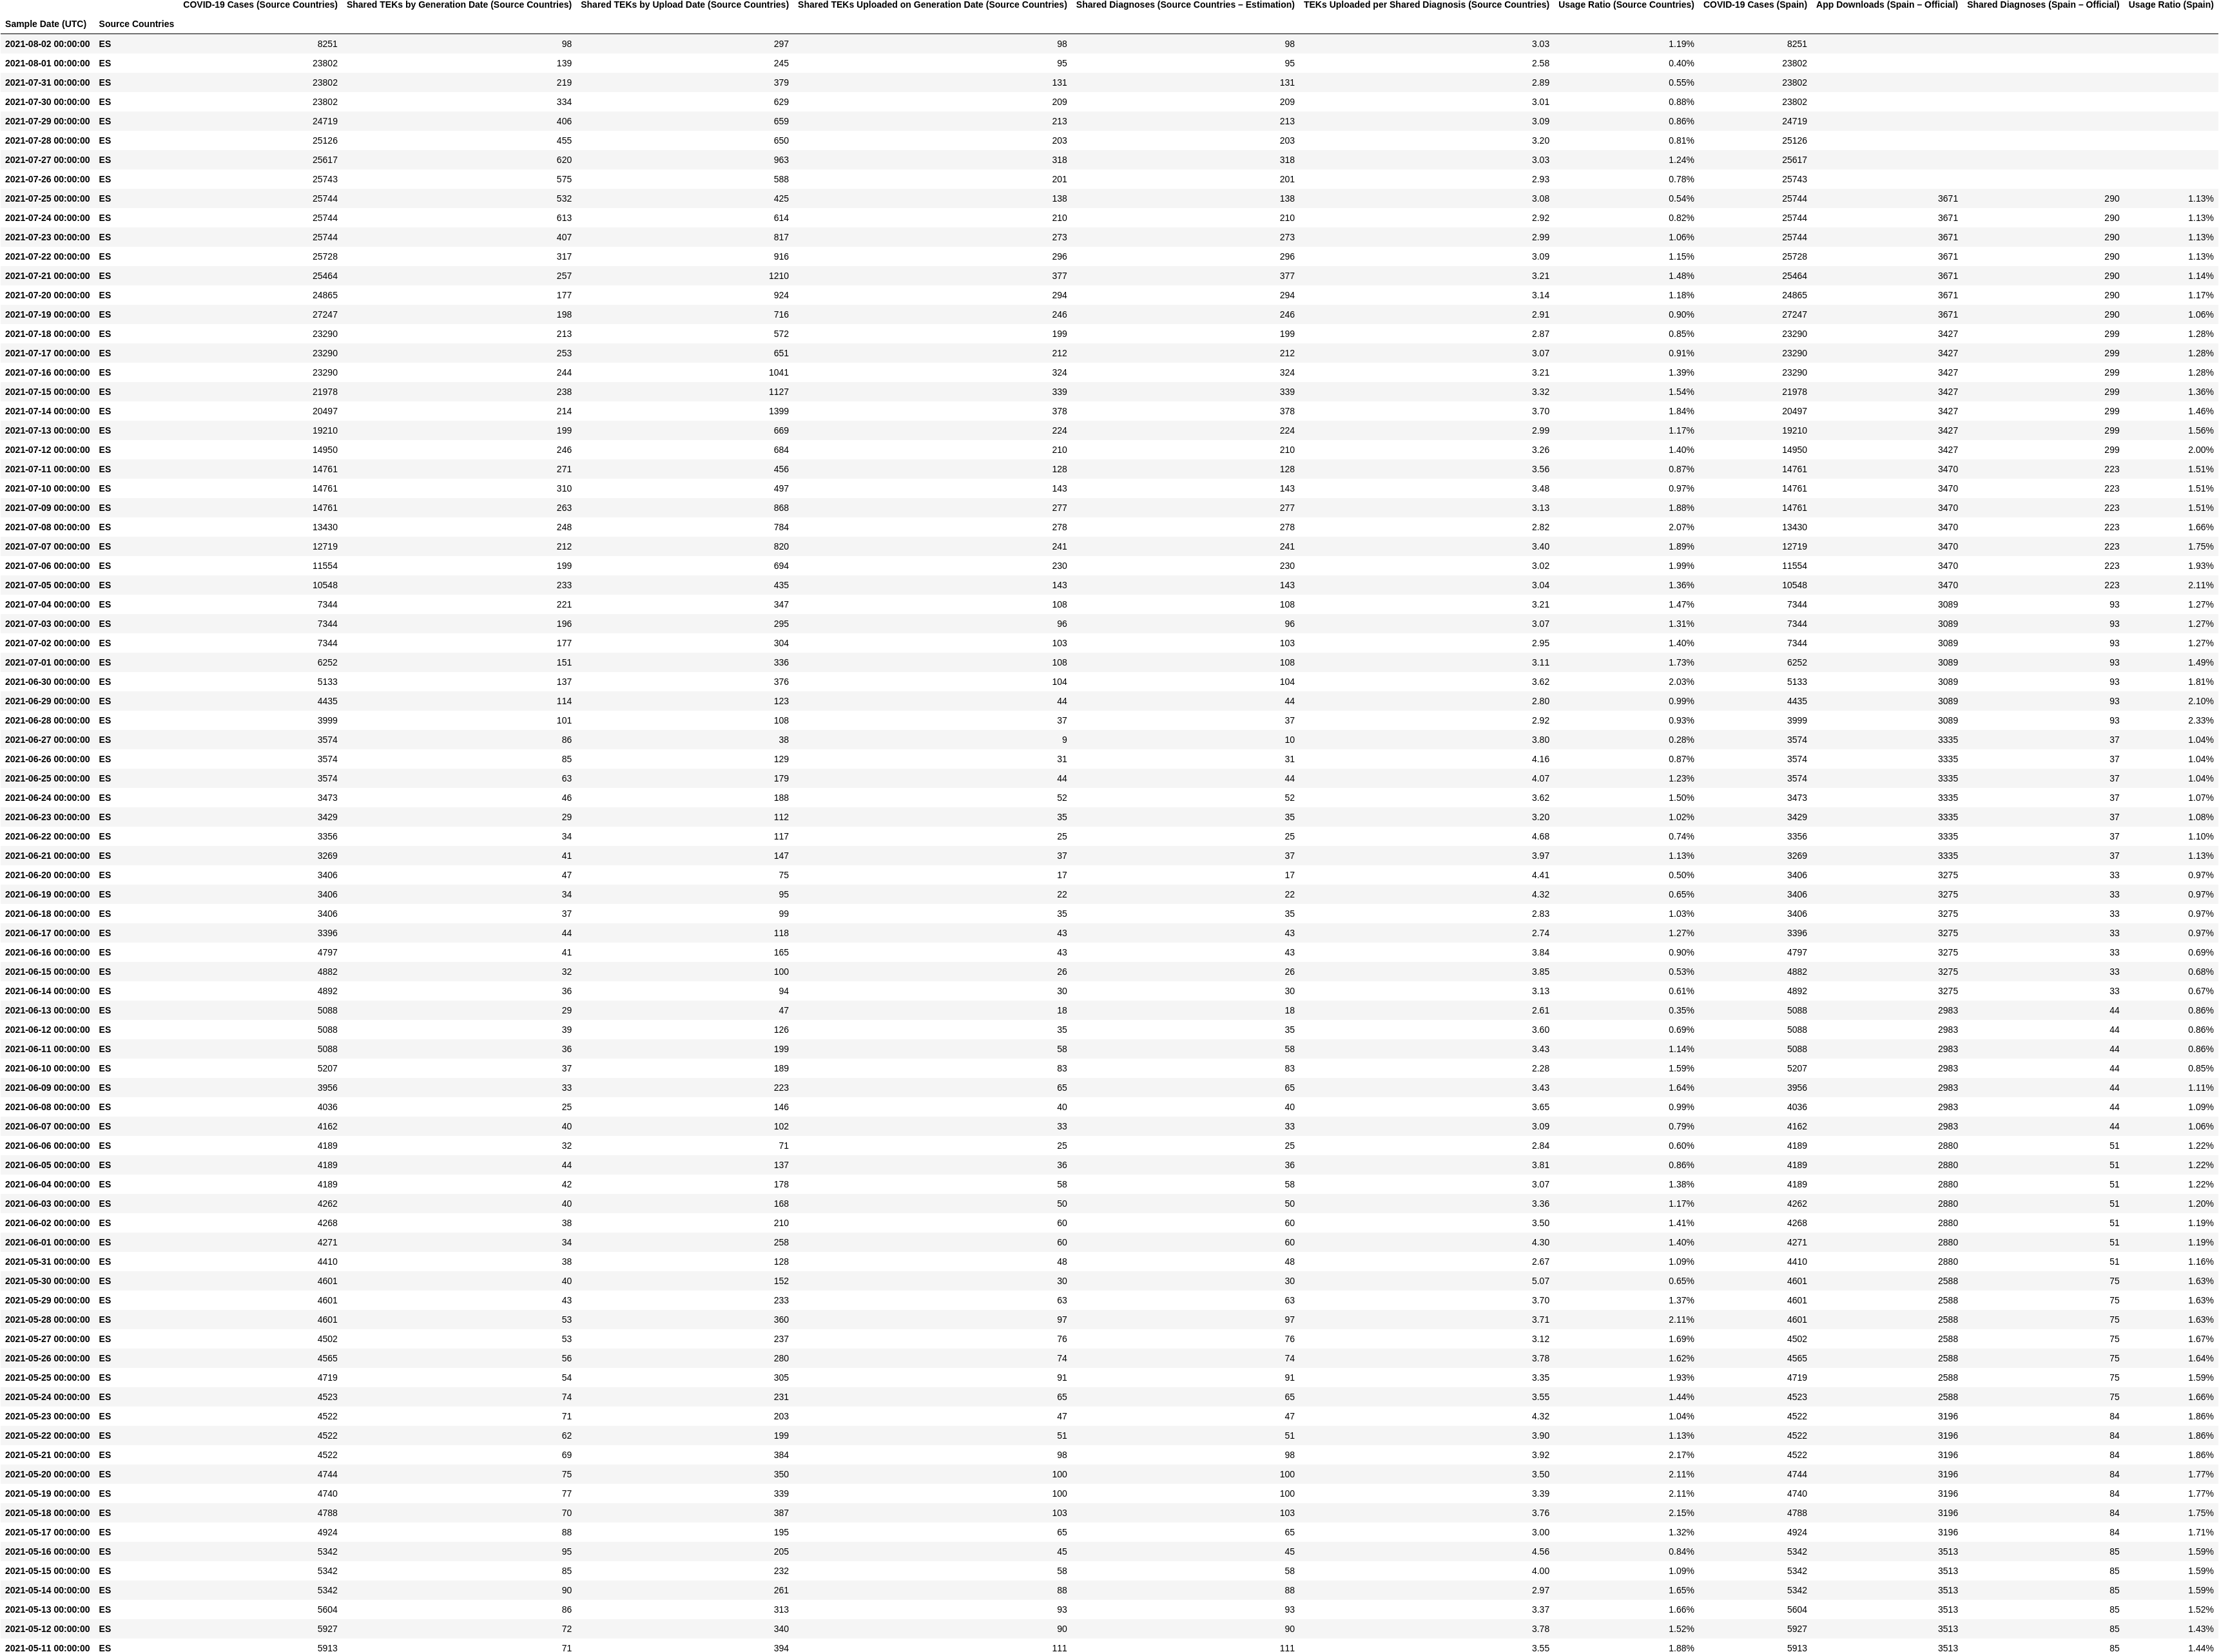 COVID-19 Cases (Source Countries) Shared TEKs by Generation Date (Source Countries) Shared TEKs by Upload Date (Source Countries) Shared TEKs Uploaded on Generation Date (Source Countries) Shared Diagnoses (Source Countries – Estimation) TEKs Uploaded per Shared Diagnosis (Source Countries) Usage Ratio (Source Countries) COVID-19 Cases (Spain) App Downloads (Spain – Official) Shared Diagnoses (Spain – Official) Usage Ratio (Spain)
Sample Date (UTC) Source Countries
2021-08-02 00:00:00 ES 8251 98 297 98 98 3.03 1.19% 8251
2021-08-01 00:00:00 ES 23802 139 245 95 95 2.58 0.40% 23802
2021-07-31 00:00:00 ES 23802 219 379 131 131 2.89 0.55% 23802
2021-07-30 00:00:00 ES 23802 334 629 209 209 3.01 0.88% 23802
2021-07-29 00:00:00 ES 24719 406 659 213 213 3.09 0.86% 24719
2021-07-28 00:00:00 ES 25126 455 650 203 203 3.20 0.81% 25126
2021-07-27 00:00:00 ES 25617 620 963 318 318 3.03 1.24% 25617
2021-07-26 00:00:00 ES 25743 575 588 201 201 2.93 0.78% 25743
2021-07-25 00:00:00 ES 25744 532 425 138 138 3.08 0.54% 25744 3671 290 1.13%
2021-07-24 00:00:00 ES 25744 613 614 210 210 2.92 0.82% 25744 3671 290 1.13%
2021-07-23 00:00:00 ES 25744 407 817 273 273 2.99 1.06% 25744 3671 290 1.13%
2021-07-22 00:00:00 ES 25728 317 916 296 296 3.09 1.15% 25728 3671 290 1.13%
2021-07-21 00:00:00 ES 25464 257 1210 377 377 3.21 1.48% 25464 3671 290 1.14%
2021-07-20 00:00:00 ES 24865 177 924 294 294 3.14 1.18% 24865 3671 290 1.17%
2021-07-19 00:00:00 ES 27247 198 716 246 246 2.91 0.90% 27247 3671 290 1.06%
2021-07-18 00:00:00 ES 23290 213 572 199 199 2.87 0.85% 23290 3427 299 1.28%
2021-07-17 00:00:00 ES 23290 253 651 212 212 3.07 0.91% 23290 3427 299 1.28%
2021-07-16 00:00:00 ES 23290 244 1041 324 324 3.21 1.39% 23290 3427 299 1.28%
2021-07-15 00:00:00 ES 21978 238 1127 339 339 3.32 1.54% 21978 3427 299 1.36%
2021-07-14 00:00:00 ES 20497 214 1399 378 378 3.70 1.84% 20497 3427 299 1.46%
2021-07-13 00:00:00 ES 19210 199 669 224 224 2.99 1.17% 19210 3427 299 1.56%
2021-07-12 00:00:00 ES 14950 246 684 210 210 3.26 1.40% 14950 3427 299 2.00%
2021-07-11 00:00:00 ES 14761 271 456 128 128 3.56 0.87% 14761 3470 223 1.51%
2021-07-10 00:00:00 ES 14761 310 497 143 143 3.48 0.97% 14761 3470 223 1.51%
2021-07-09 00:00:00 ES 14761 263 868 277 277 3.13 1.88% 14761 3470 223 1.51%
2021-07-08 00:00:00 ES 13430 248 784 278 278 2.82 2.07% 13430 3470 223 1.66%
2021-07-07 00:00:00 ES 12719 212 820 241 241 3.40 1.89% 12719 3470 223 1.75%
2021-07-06 00:00:00 ES 11554 199 694 230 230 3.02 1.99% 11554 3470 223 1.93%
2021-07-05 00:00:00 ES 10548 233 435 143 143 3.04 1.36% 10548 3470 223 2.11%
2021-07-04 00:00:00 ES 7344 221 347 108 108 3.21 1.47% 7344 3089 93 1.27%
2021-07-03 00:00:00 ES 7344 196 295 96 96 3.07 1.31% 7344 3089 93 1.27%
2021-07-02 00:00:00 ES 7344 177 304 103 103 2.95 1.40% 7344 3089 93 1.27%
2021-07-01 00:00:00 ES 6252 151 336 108 108 3.11 1.73% 6252 3089 93 1.49%
2021-06-30 00:00:00 ES 5133 137 376 104 104 3.62 2.03% 5133 3089 93 1.81%
2021-06-29 00:00:00 ES 4435 114 123 44 44 2.80 0.99% 4435 3089 93 2.10%
2021-06-28 00:00:00 ES 3999 101 108 37 37 2.92 0.93% 3999 3089 93 2.33%
2021-06-27 00:00:00 ES 3574 86 38 9 10 3.80 0.28% 3574 3335 37 1.04%
2021-06-26 00:00:00 ES 3574 85 129 31 31 4.16 0.87% 3574 3335 37 1.04%
2021-06-25 00:00:00 ES 3574 63 179 44 44 4.07 1.23% 3574 3335 37 1.04%
2021-06-24 00:00:00 ES 3473 46 188 52 52 3.62 1.50% 3473 3335 37 1.07%
2021-06-23 00:00:00 ES 3429 29 112 35 35 3.20 1.02% 3429 3335 37 1.08%
2021-06-22 00:00:00 ES 3356 34 117 25 25 4.68 0.74% 3356 3335 37 1.10%
2021-06-21 00:00:00 ES 3269 41 147 37 37 3.97 1.13% 3269 3335 37 1.13%
2021-06-20 00:00:00 ES 3406 47 75 17 17 4.41 0.50% 3406 3275 33 0.97%
2021-06-19 00:00:00 ES 3406 34 95 22 22 4.32 0.65% 3406 3275 33 0.97%
2021-06-18 00:00:00 ES 3406 37 99 35 35 2.83 1.03% 3406 3275 33 0.97%
2021-06-17 00:00:00 ES 3396 44 118 43 43 2.74 1.27% 3396 3275 33 0.97%
2021-06-16 00:00:00 ES 4797 41 165 43 43 3.84 0.90% 4797 3275 33 0.69%
2021-06-15 00:00:00 ES 4882 32 100 26 26 3.85 0.53% 4882 3275 33 0.68%
2021-06-14 00:00:00 ES 4892 36 94 30 30 3.13 0.61% 4892 3275 33 0.67%
2021-06-13 00:00:00 ES 5088 29 47 18 18 2.61 0.35% 5088 2983 44 0.86%
2021-06-12 00:00:00 ES 5088 39 126 35 35 3.60 0.69% 5088 2983 44 0.86%
2021-06-11 00:00:00 ES 5088 36 199 58 58 3.43 1.14% 5088 2983 44 0.86%
2021-06-10 00:00:00 ES 5207 37 189 83 83 2.28 1.59% 5207 2983 44 0.85%
2021-06-09 00:00:00 ES 3956 33 223 65 65 3.43 1.64% 3956 2983 44 1.11%
2021-06-08 00:00:00 ES 4036 25 146 40 40 3.65 0.99% 4036 2983 44 1.09%
2021-06-07 00:00:00 ES 4162 40 102 33 33 3.09 0.79% 4162 2983 44 1.06%
2021-06-06 00:00:00 ES 4189 32 71 25 25 2.84 0.60% 4189 2880 51 1.22%
2021-06-05 00:00:00 ES 4189 44 137 36 36 3.81 0.86% 4189 2880 51 1.22%
2021-06-04 00:00:00 ES 4189 42 178 58 58 3.07 1.38% 4189 2880 51 1.22%
2021-06-03 00:00:00 ES 4262 40 168 50 50 3.36 1.17% 4262 2880 51 1.20%
2021-06-02 00:00:00 ES 4268 38 210 60 60 3.50 1.41% 4268 2880 51 1.19%
2021-06-01 00:00:00 ES 4271 34 258 60 60 4.30 1.40% 4271 2880 51 1.19%
2021-05-31 00:00:00 ES 4410 38 128 48 48 2.67 1.09% 4410 2880 51 1.16%
2021-05-30 00:00:00 ES 4601 40 152 30 30 5.07 0.65% 4601 2588 75 1.63%
2021-05-29 00:00:00 ES 4601 43 233 63 63 3.70 1.37% 4601 2588 75 1.63%
2021-05-28 00:00:00 ES 4601 53 360 97 97 3.71 2.11% 4601 2588 75 1.63%
2021-05-27 00:00:00 ES 4502 53 237 76 76 3.12 1.69% 4502 2588 75 1.67%
2021-05-26 00:00:00 ES 4565 56 280 74 74 3.78 1.62% 4565 2588 75 1.64%
2021-05-25 00:00:00 ES 4719 54 305 91 91 3.35 1.93% 4719 2588 75 1.59%
2021-05-24 00:00:00 ES 4523 74 231 65 65 3.55 1.44% 4523 2588 75 1.66%
2021-05-23 00:00:00 ES 4522 71 203 47 47 4.32 1.04% 4522 3196 84 1.86%
2021-05-22 00:00:00 ES 4522 62 199 51 51 3.90 1.13% 4522 3196 84 1.86%
2021-05-21 00:00:00 ES 4522 69 384 98 98 3.92 2.17% 4522 3196 84 1.86%
2021-05-20 00:00:00 ES 4744 75 350 100 100 3.50 2.11% 4744 3196 84 1.77%
2021-05-19 00:00:00 ES 4740 77 339 100 100 3.39 2.11% 4740 3196 84 1.77%
2021-05-18 00:00:00 ES 4788 70 387 103 103 3.76 2.15% 4788 3196 84 1.75%
2021-05-17 00:00:00 ES 4924 88 195 65 65 3.00 1.32% 4924 3196 84 1.71%
2021-05-16 00:00:00 ES 5342 95 205 45 45 4.56 0.84% 5342 3513 85 1.59%
2021-05-15 00:00:00 ES 5342 85 232 58 58 4.00 1.09% 5342 3513 85 1.59%
2021-05-14 00:00:00 ES 5342 90 261 88 88 2.97 1.65% 5342 3513 85 1.59%
2021-05-13 00:00:00 ES 5604 86 313 93 93 3.37 1.66% 5604 3513 85 1.52%
2021-05-12 00:00:00 ES 5927 72 340 90 90 3.78 1.52% 5927 3513 85 1.43%
2021-05-11 00:00:00 ES 5913 71 394 111 111 3.55 1.88% 5913 3513 85 1.44%